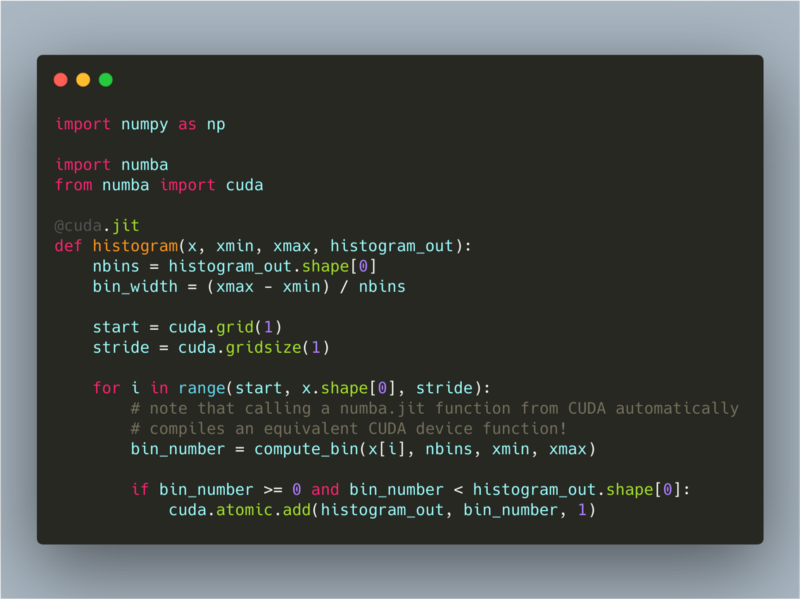 import numpy as np
import numba
from numba import cuda
@cuda.jit
def histogram(x, xmin, xmax, histogram_out):
    nbins = histogram_out.shape[0]
    bin_width = (xmax - xmin) / nbins
    start = cuda.grid(1)
    stride = cuda.gridsize(1)
    for i in range(start, x.shape[0], stride):
        # note that calling a numba.jit function from CUDA automatically
        # compiles an equivalent CUDA device function!
        bin_number = compute_bin(x[i], nbins, xmin, xmax)
        if bin_number >= 0 and bin_number < histogram_out.shape[0]:
            cuda.atomic.add(histogram_out, bin_number, 1)